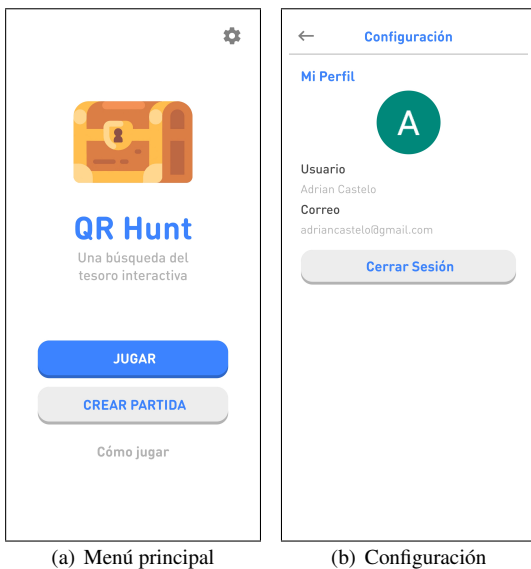 QR Hunt
Una búsqueda del
tesoro interactiva
JUGAR
CREAR PARTIDA
Cómo jugar
(a) Menú principal
Configuración
Mi Perfil
A
Usuario
Adrian Castelo
Correo
adriancastelo@gmail.com
Cerrar Sesión
(b) Configuración